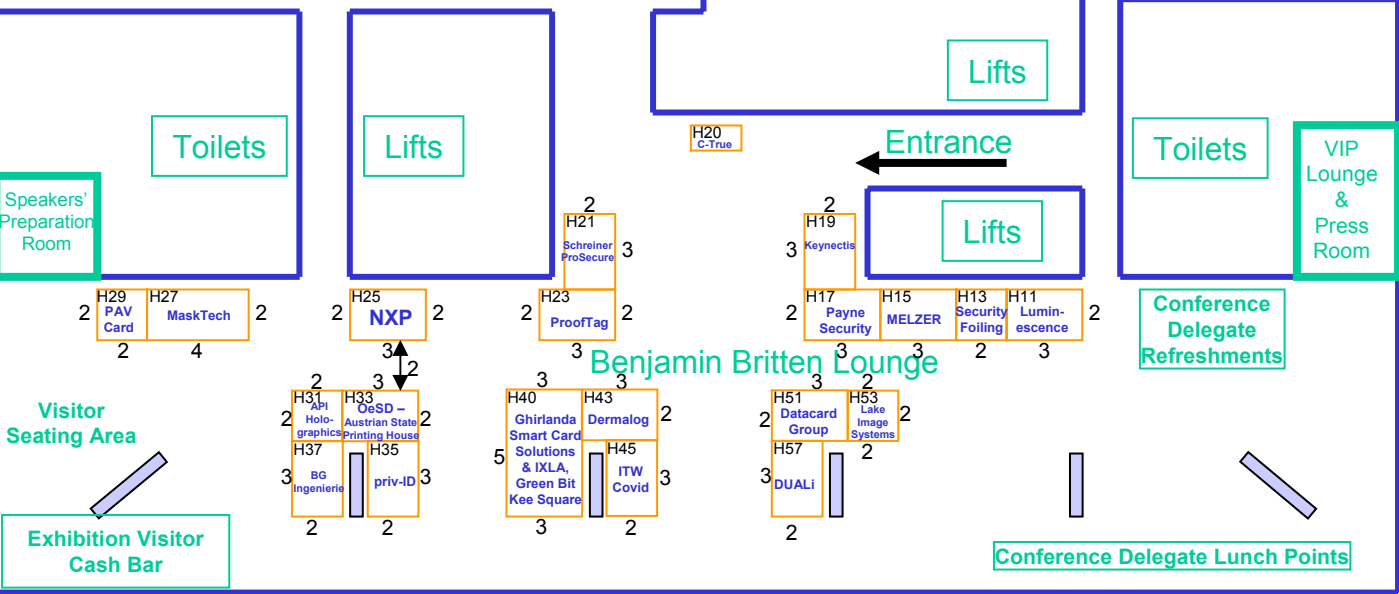 Lifts
H20
C-True
Toilets
Lifts
Entrance
Toilets
VIP
Lounge
&
Press
Room
Speakers'
Preparation
Room
2
H21
Schreiner
ProSecure
3
2
H19
Keynectis
3
Lifts
2
H29
PAV
Card
2
H27
MaskTech
4
2
2
H25
NXP
2
3
2
2
H23
ProofTag
2
3
2
H17
Payne
Security
3
H15
MELZER
3
H13
Security
Foiling
2
H11
Lumin-
escence
3
2
Conference
Delegate
Refreshments
Benjamin Britten Lounge
Visitor
Seating Area
2
2
H31
API
Holo-
graphics
3
H33
OeSD –
Austrian State
Printing House
2
3
H37
BG
Ingenierie
2
H35
priv-ID
3
2
3
H40
Ghirlanda
Smart Card
Solutions
& IXLA,
Green Bit
Kee Square
5
3
3
H43
Dermalog
2
H45
ITW
Covid
3
2
3
2
H51
Datacard
Group
2
H53
Lake
Image
Systems
2
2
3
H57
DUALi
2
Exhibition Visitor
Cash Bar
Conference Delegate Lunch Points